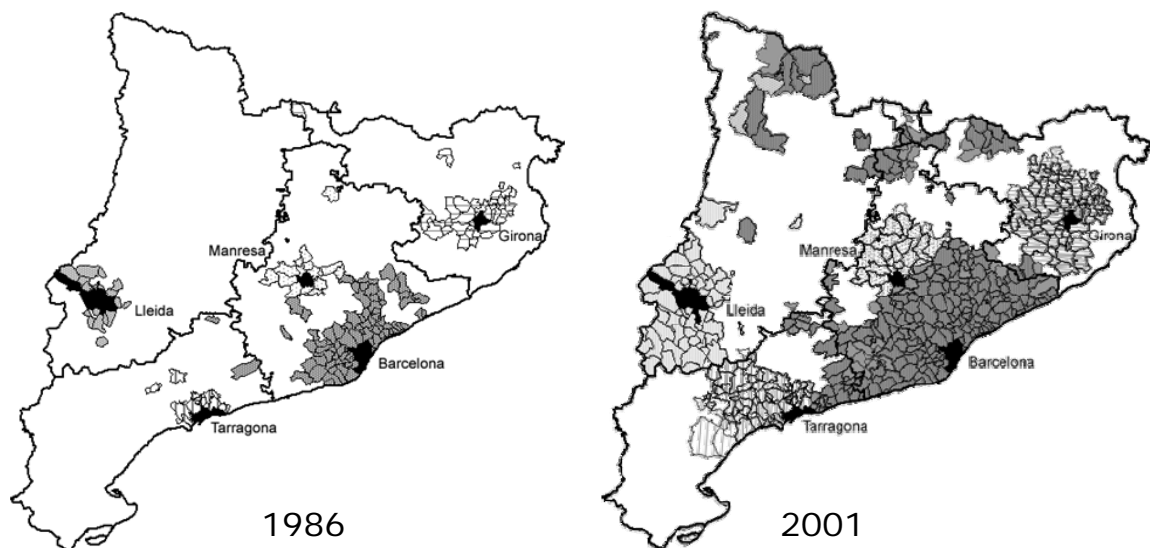 Manresa
Girona
Lleida
Barcelona
Tarragona
1986
Manresa
Girona
Lleida
Barcelona
Tarragona
2001